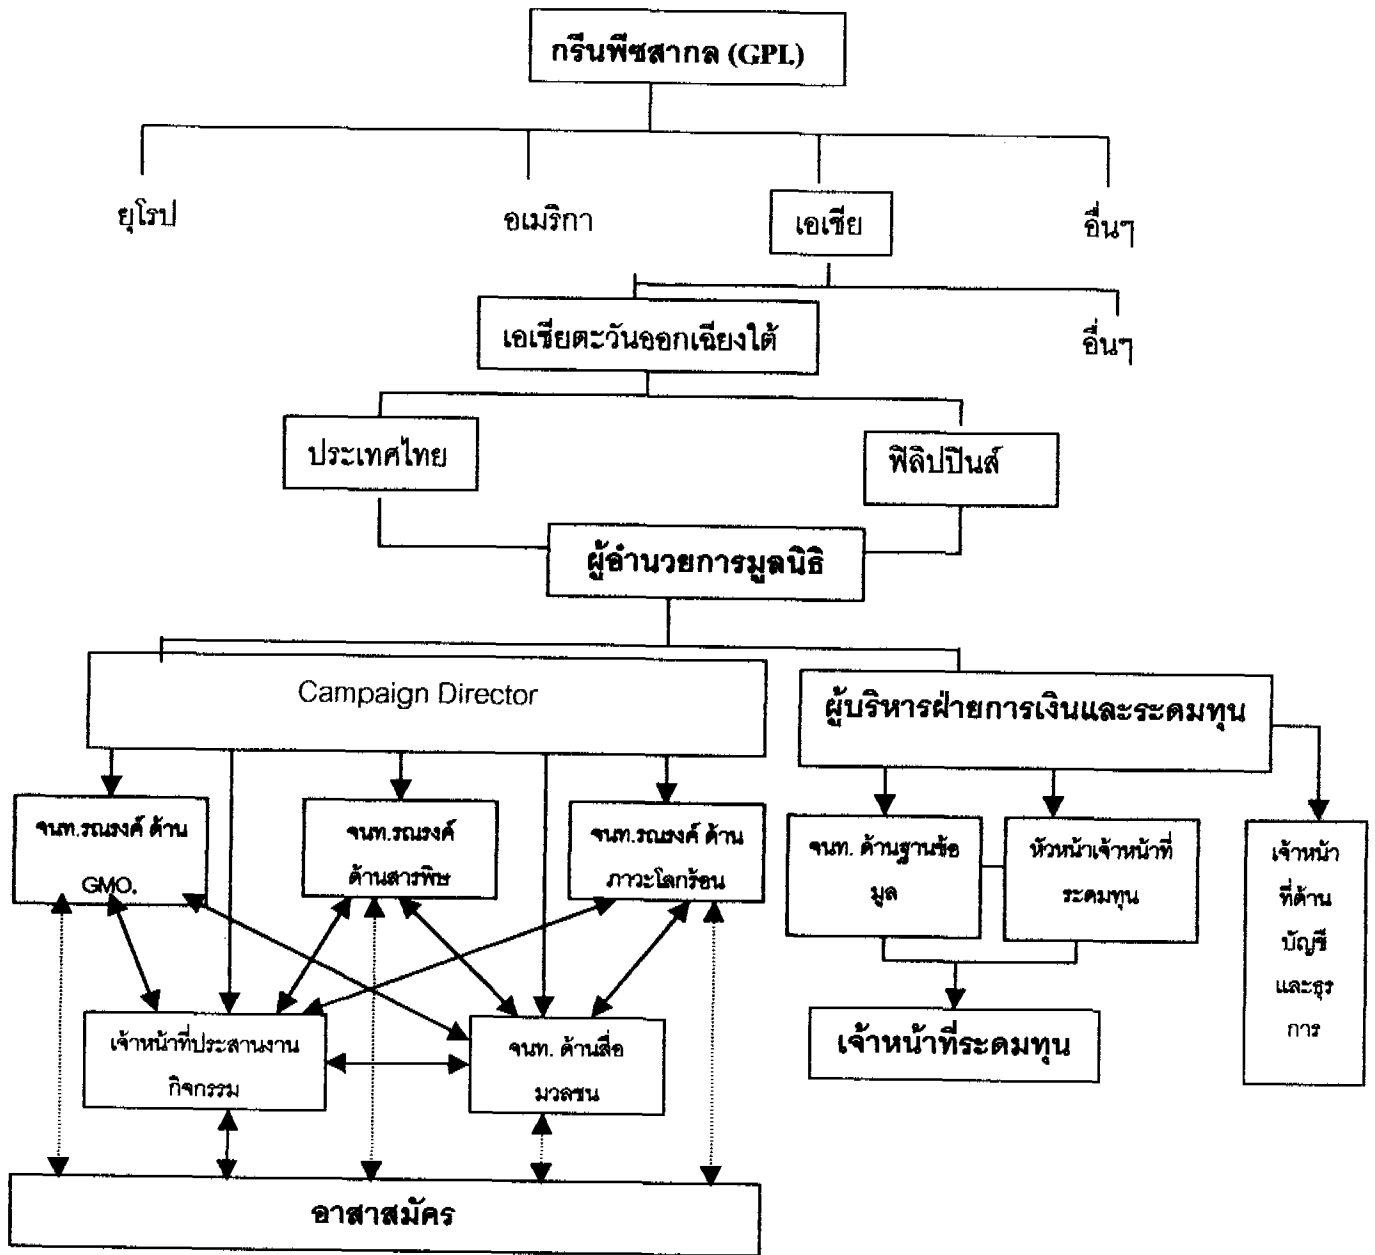 กรีนพีซสากล (GPI.)
ยุโรป
อเมริกา
เอเชีย
อื่นๆ
เอเชียตะวันออกเฉียงใต้
อื่นๆ
ประเทศไทย
ฟิลิปปินส์
ผู้อำนวยการมูลนิธิ
Campaign Director
ผู้บริหารฝ่ายการเงินและระดมทุน
จนท.รณรงค์ ด้าน
GMO.
จนท.รณรงค์
ด้านสารพิษ
จนท.รณรงค์ ด้าน
ภาวะโลกร้อน
จนท. ด้านฐานข้อ
มูล
หัวหน้าเจ้าหน้าที่
ระดมทุน
เจ้าหน้า
ที่ด้าน
บัญชี
และธุร
การ
เจ้าหน้าที่ประสานงาน
กิจกรรม
จนท. ด้านสื่อ
มวลชน
เจ้าหน้าที่ระดมทุน
อาสาสมัคร